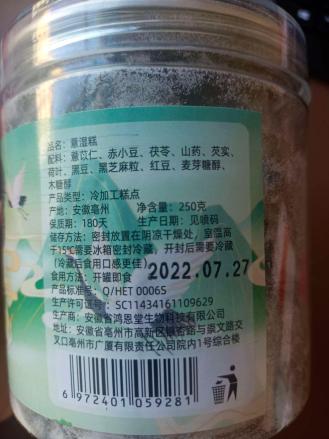 品名：薏湿糕
配料：薏苡仁、赤小豆、茯苓、山药、芡实、
荷叶、黑豆、黑芝麻粒、红豆、麦芽糖醇、
木糖醇
产品类型：冷加工糕点
产地：安徽亳州 净含量：250克
保质期：180天 生产日期：见喷码
储存方法：密封放置在阴凉干燥处，室温高
于15℃需要冰箱密封冷藏，开封后需要冷藏
（冷藏后食用口感更佳）
2022.07.27
食用方法：开罐即食
产品标准号：Q/HET 0006S
生产许可证号：SC11434161109629
生产商：安徽省鸿恩堂生物科技有限公司
地址：安徽省亳州市高新区银杏路与崇文路交
叉口亳州市广厦有限责任公司院内1号综合楼
6 972401 059281